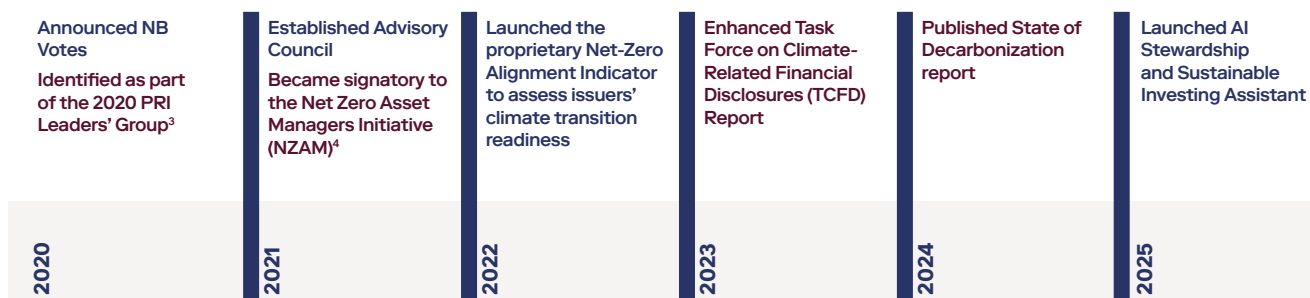 Announced NB
Votes
Identified as part
of the 2020 PRI
Leaders’ Group³
2020
Established Advisory
Council
Became signatory to
the Net Zero Asset
Managers Initiative
(NZAM)⁴
2021
Launched the
proprietary Net-Zero
Alignment Indicator
to assess issuers’
climate transition
readiness
2022
Enhanced Task
Force on Climate-
Related Financial
Disclosures (TCFD)
Report
2023
Published State of
Decarbonization
report
2024
Launched AI
Stewardship
and Sustainable
Investing Assistant
2025